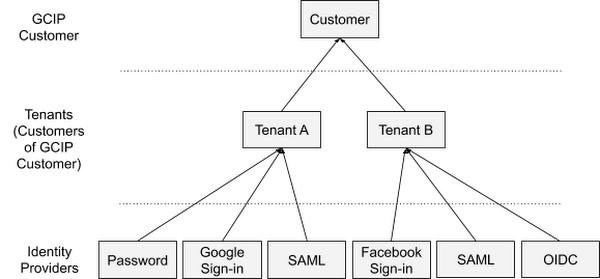 GCIP
Customer
Customer
Tenants
(Customers
of GCIP
Customer)
Tenant A
Tenant B
Identity
Providers
Password
Google
Sign-in
SAML
Facebook
Sign-in
SAML
OIDC